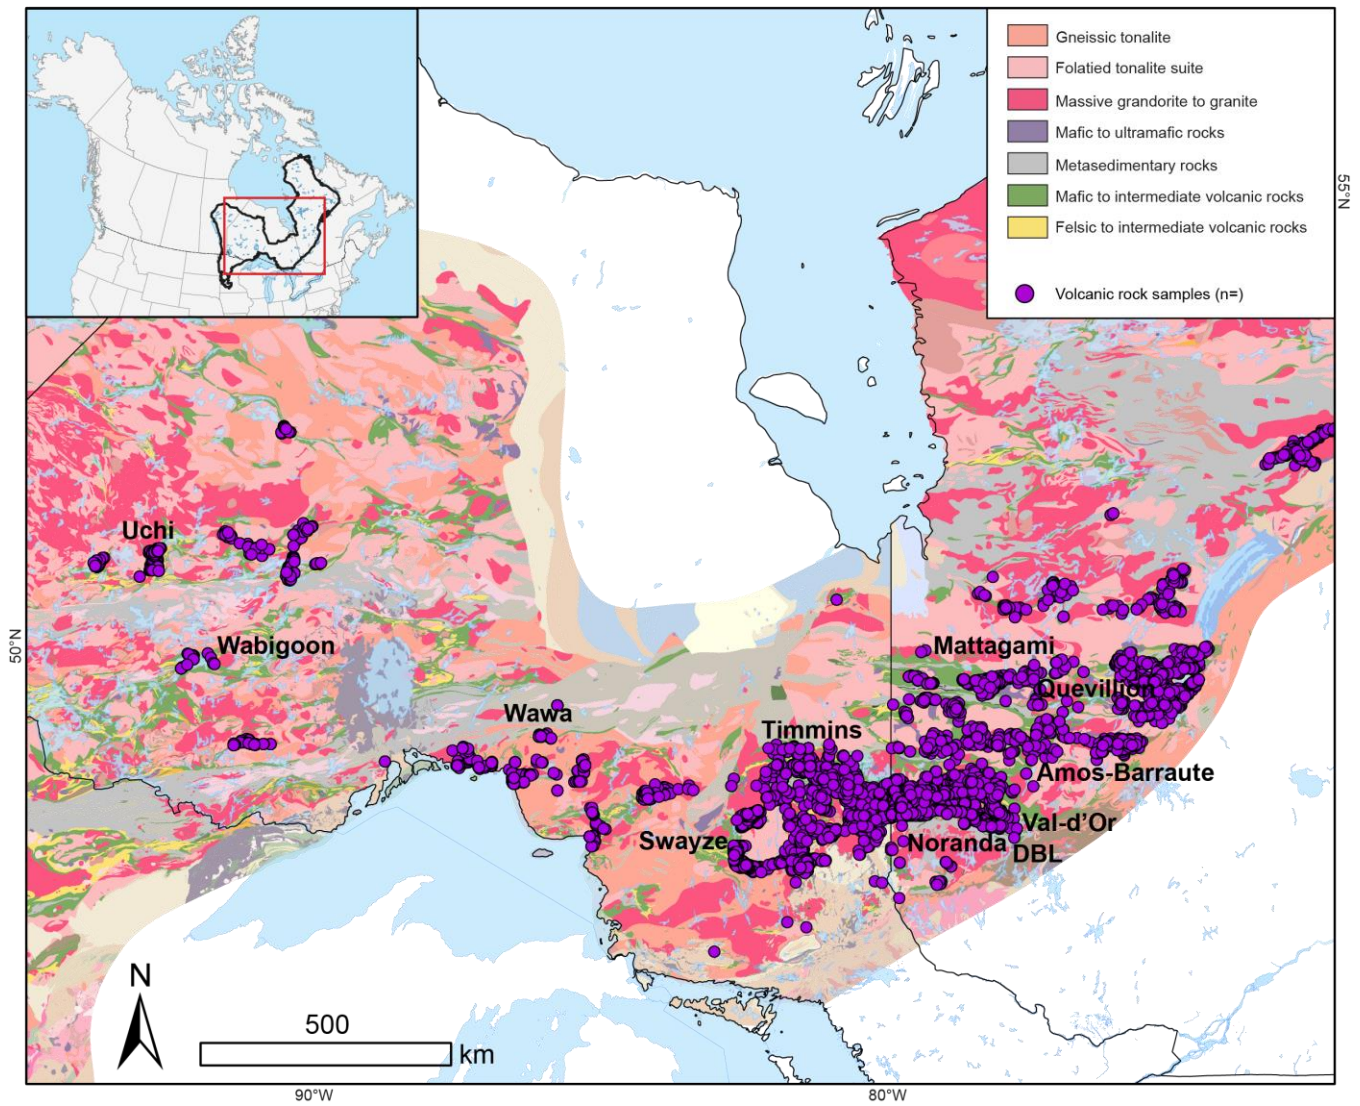 Gneissic tonalite
Folatied tonalite suite
Massive grandorite to granite
Mafic to ultramafic rocks
Metasedimentary rocks
Mafic to intermediate volcanic rocks
Felsic to intermediate volcanic rocks
Volcanic rock samples (n=)
55°N
Uchi
Wabigoon
50°N
Mattagami
Quevillion
Wawa
Timmins
Amos-Barraute
Val-d'Or
Swayze
Noranda
DBL
N
500
km
90°W
80°W